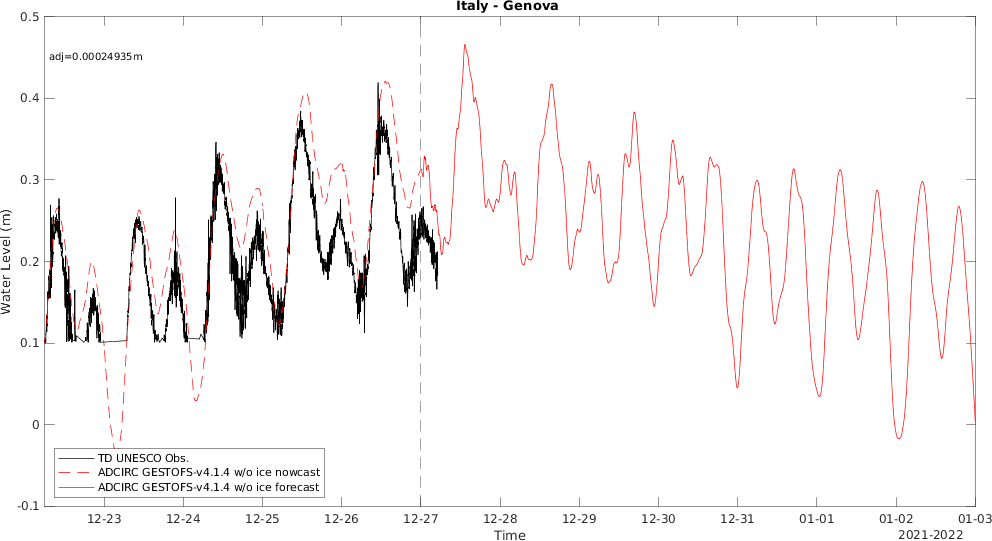 Italy - Genova
0.5
adj=0.00024935m
0.4
0.3
0.2
0.1
0
-0.1
Water Level (m)
TD UNESCO Obs.
ADCIRC GESTOFS-v4.1.4 w/o ice nowcast
ADCIRC GESTOFS-v4.1.4 w/o ice forecast
12-23 12-24 12-25 12-26 12-27 12-28 12-29 12-30 12-31 01-01 01-02 01-03
Time 2021-2022